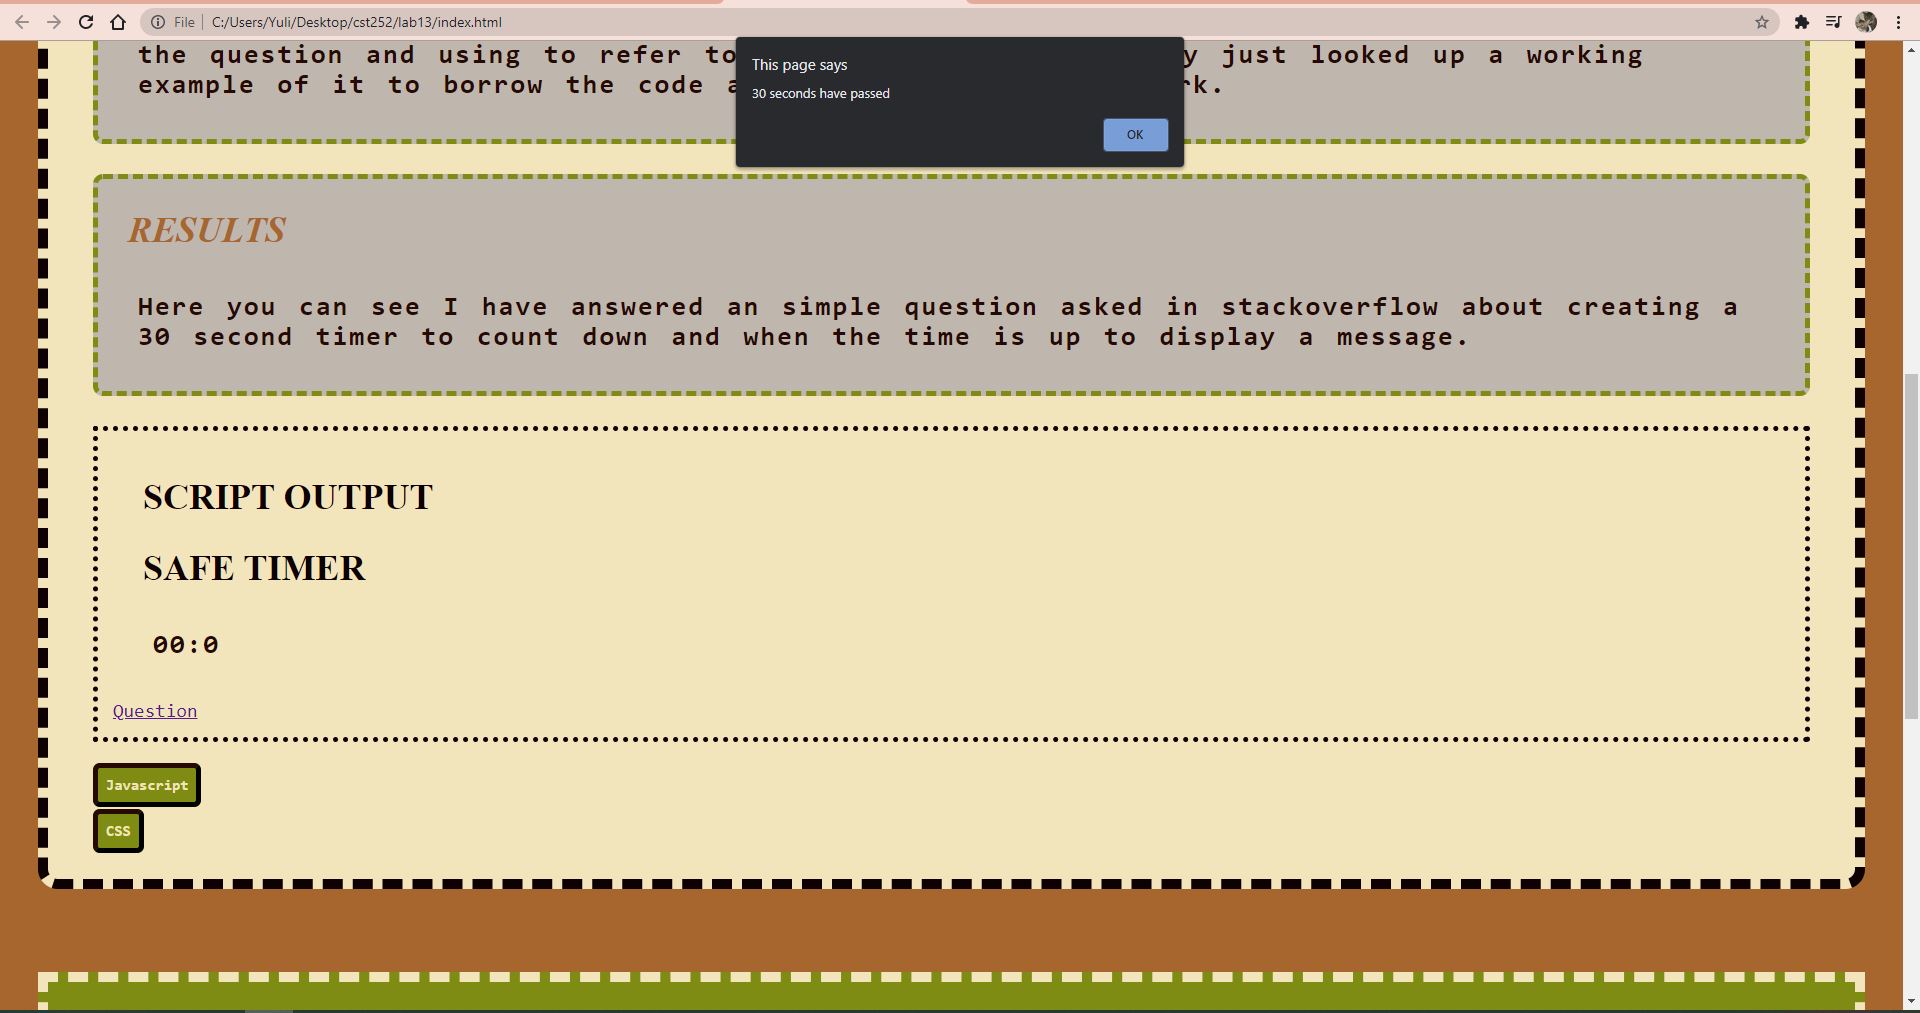 File
C:/Users/Yuli/Desktop/cst252/lab13/index.html
This page says
30 seconds have passed
OK
the question and using to refer to y just looked up a working
example of it to borrow the code a rk.
RESULTS
Here you can see I have answered an simple question asked in stackoverflow about creating a
30 second timer to count down and when the time is up to display a message.
SCRIPT OUTPUT
SAFE TIMER
00:0
Question
Javascript
CSS